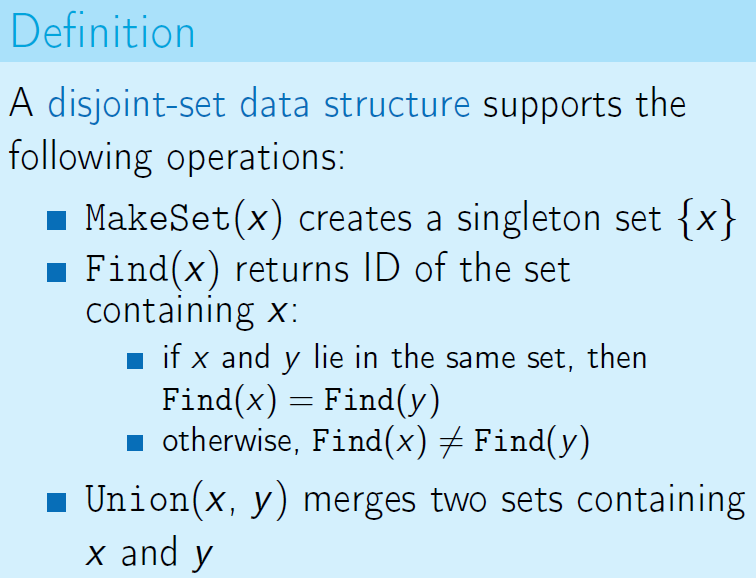 Definition
A disjoint-set data structure supports the
following operations:
■ MakeSet(x) creates a singleton set {x}
■ Find(x) returns ID of the set
containing x:
■ if x and y lie in the same set, then
Find(x) = Find(y)
■ otherwise, Find(x) ≠ Find(y)
■ Union(x, y) merges two sets containing
x and y